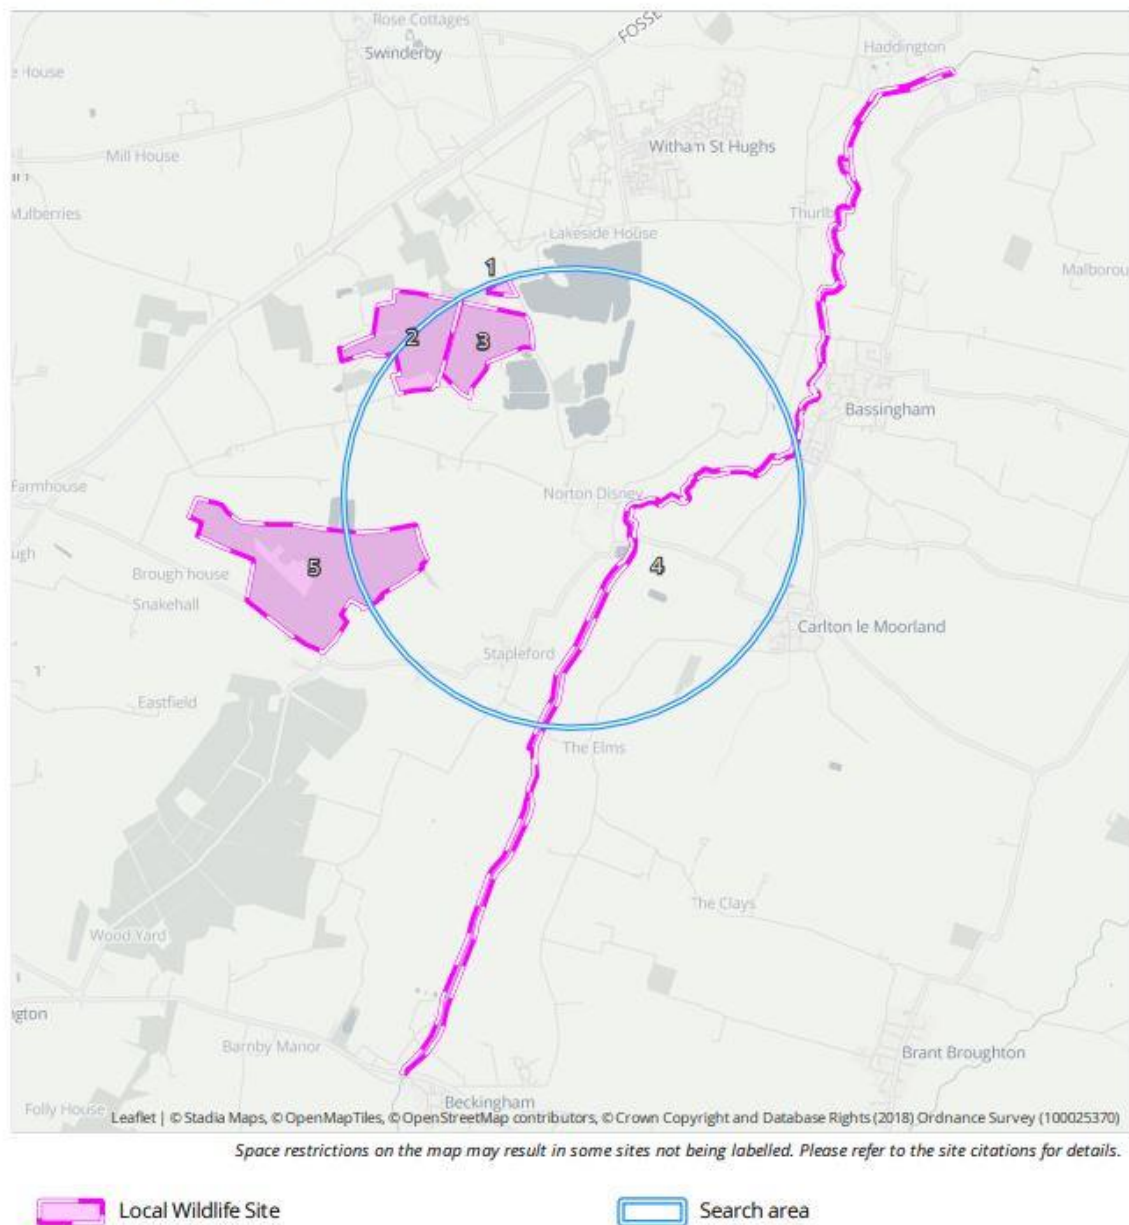 Rose Cottages
FOSSE
Swinderby
Haddington
House
Mill House
Witham St Hughs
Mulberries
Thurlb
Lakeside House
Malborou
1
2
3
Bassingham
Farmhouse
Norton Disney
ugh
5
4
Brough house
Snakehall
Carlton le Moorland
Stapleford
Eastfield
The Elms
The Clays
Wood Yard
gton
Barnby Manor
Brant Broughton
Beckingham
Folly House
Leaflet | © Stadia Maps, © OpenMapTiles, © OpenStreetMap contributors, © Crown Copyright and Database Rights (2018) Ordnance Survey (100025370)
Space restrictions on the map may result in some sites not being labelled. Please refer to the site citations for details.
Local Wildlife Site
Search area